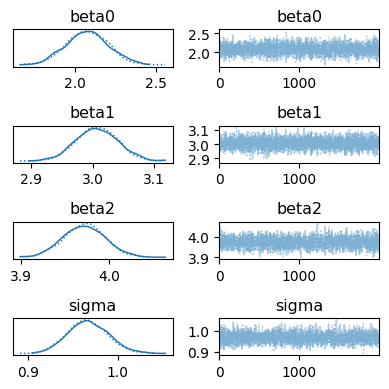 beta0 beta0
2.5
2.0
2.0 2.5 0 1000
beta1 beta1
3.1
3.0
2.9
2.9 3.0 3.1 0 1000
beta2 beta2
4.0
3.9
3.9 4.0 0 1000
sigma sigma
1.0
0.9
0.9 1.0 0 1000